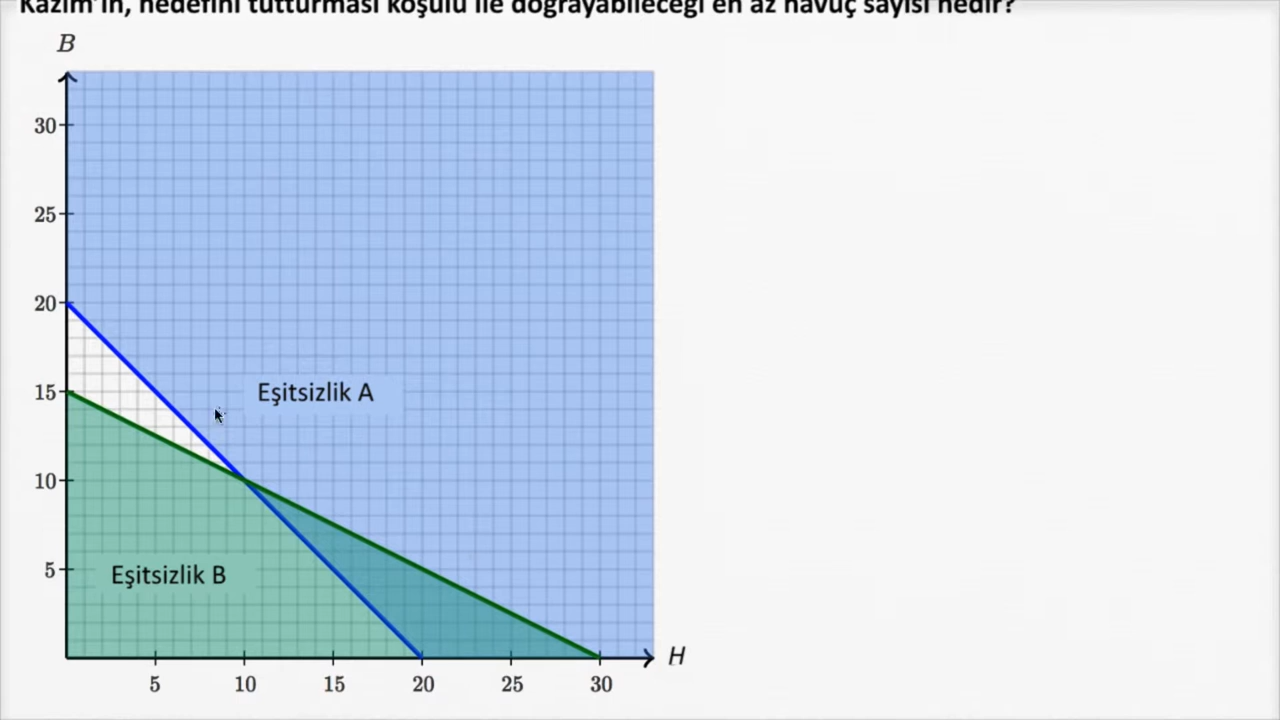 Kazım'ın, hedefini tutturması koşulu ile doğrayabileceği en az havuç sayısı nedir?
B
30
25
20
15
Eşitsizlik A
10
5
Eşitsizlik B
H
5 10 15 20 25 30